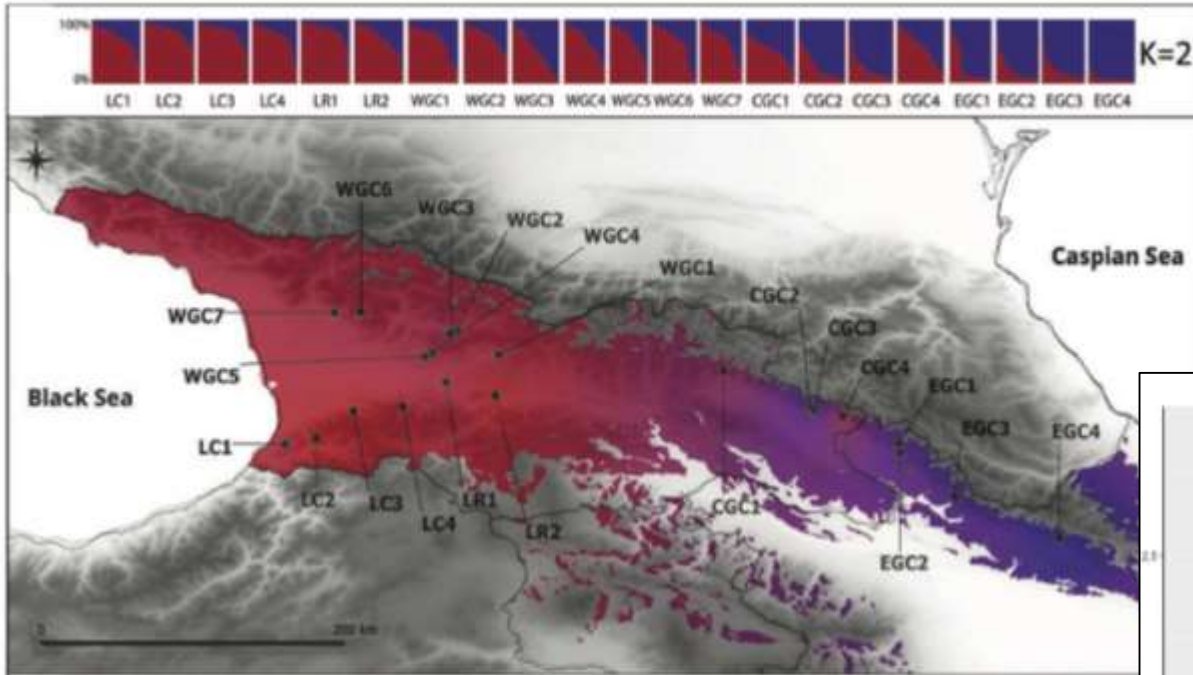 100%
0%
K=2
LC1 LC2 LC3 LC4 LR1 LR2 WGC1 WGC2 WGC3 WGC4 WGC5 WGC6 WGC7 CGC1 CGC2 CGC3 CGC4 EGC1 EGC2 EGC3 EGC4
WGC6
WGC3
WGC2
WGC4
WGC1
Caspian Sea
CGC2
WGC7
CGC3
CGC4
WGC5
EGC1
Black Sea
EGC3
EGC4
LC1
LC2
LC3
LR1
CGC1
LC4
LR2
EGC2
2.5
0
200 km